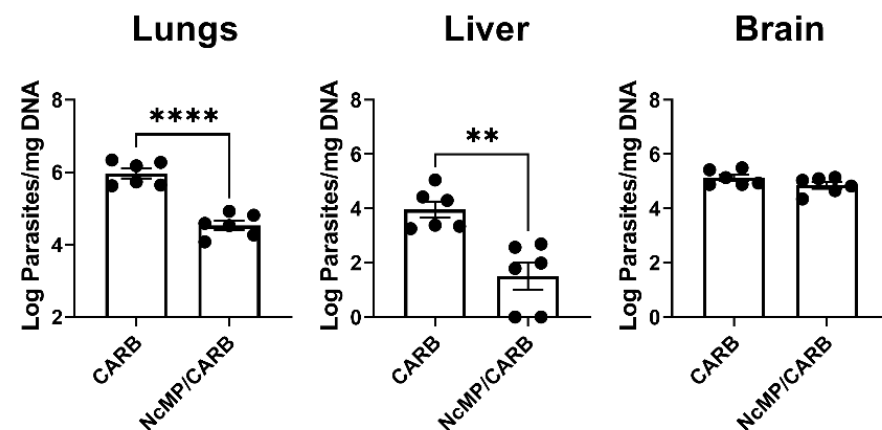 Lungs
Log Parasites/mg DNA
8
6
4
2
****
CARB
NcMP/CARB
Liver
Log Parasites/mg DNA
8
6
4
2
0
**
CARB
NcMP/CARB
Brain
Log Parasites/mg DNA
8
6
4
2
0
CARB
NcMP/CARB